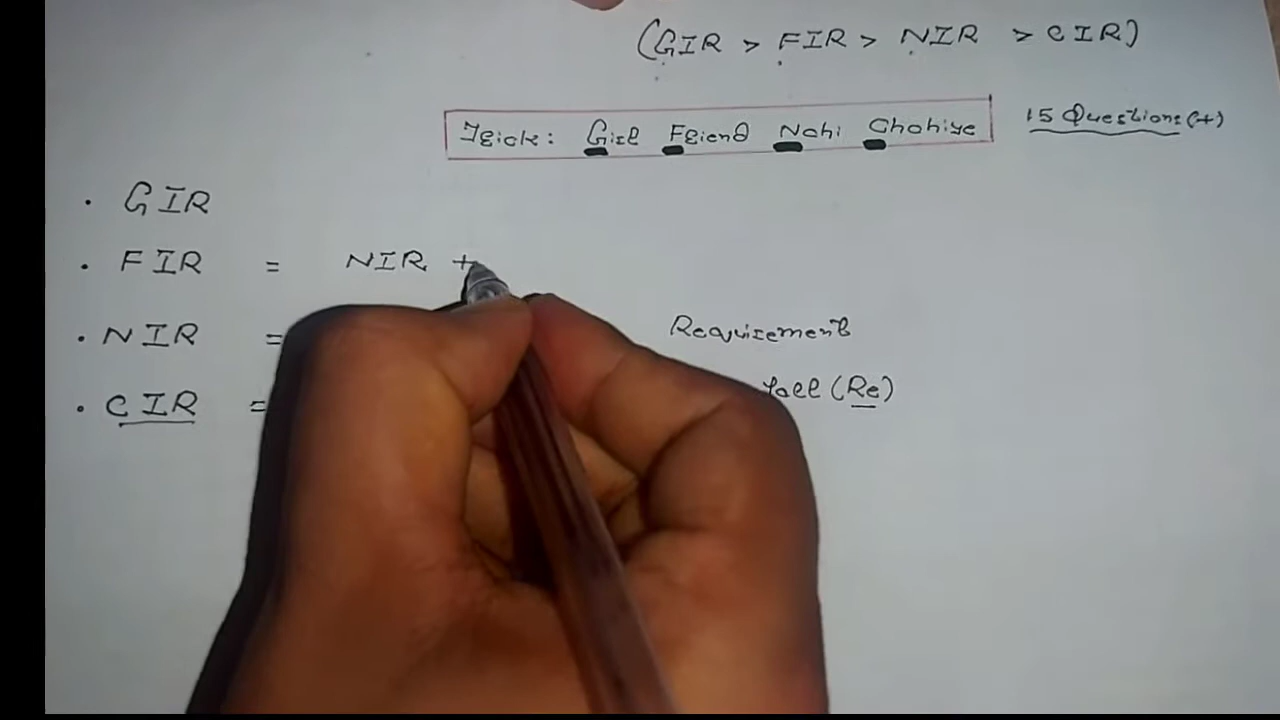 (GIR > FIR > NIR > CIR)
Trick: Girl Friend Nahi Chahiye
15 Questions (+)
· GIR
· FIR = NIR +
· NIR = Requirement
· CIR = fall (Re)